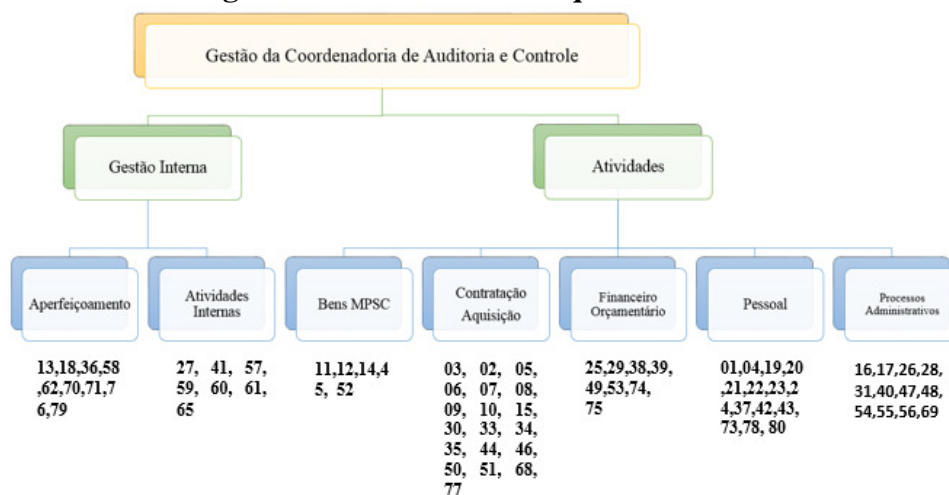 Gestão da Coordenadoria de Auditoria e Controle
Gestão Interna
Atividades
Aperfeiçoamento
Atividades
Internas
Bens MPSC
Contratação
Aquisição
Financeiro
Orçamentário
Pessoal
Processos
Administrativos
13,18,36,58
,62,70,71,7
6,79
27, 41, 57,
59, 60, 61,
65
11,12,14,4
5, 52
03, 02, 05,
06, 07, 08,
09, 10, 15,
30, 33, 34,
35, 44, 46,
50, 51, 68,
77
25,29,38,39,
49,53,74,
75
01,04,19,20
,21,22,23,2
4,37,42,43,
73,78, 80
16,17,26,28,
31,40,47,48,
54,55,56,69